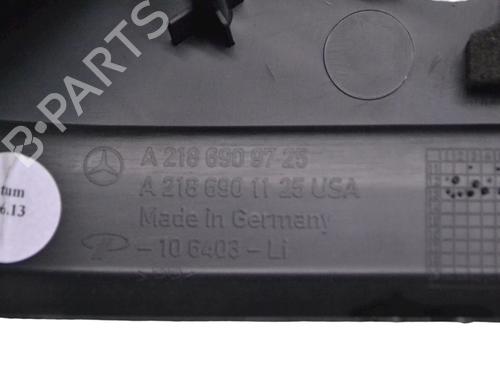 B-PARTS
A 218 690 97 25
A 218 690 11 25 USA
Made in Germany
P -10 6403-Li
tum
6.13